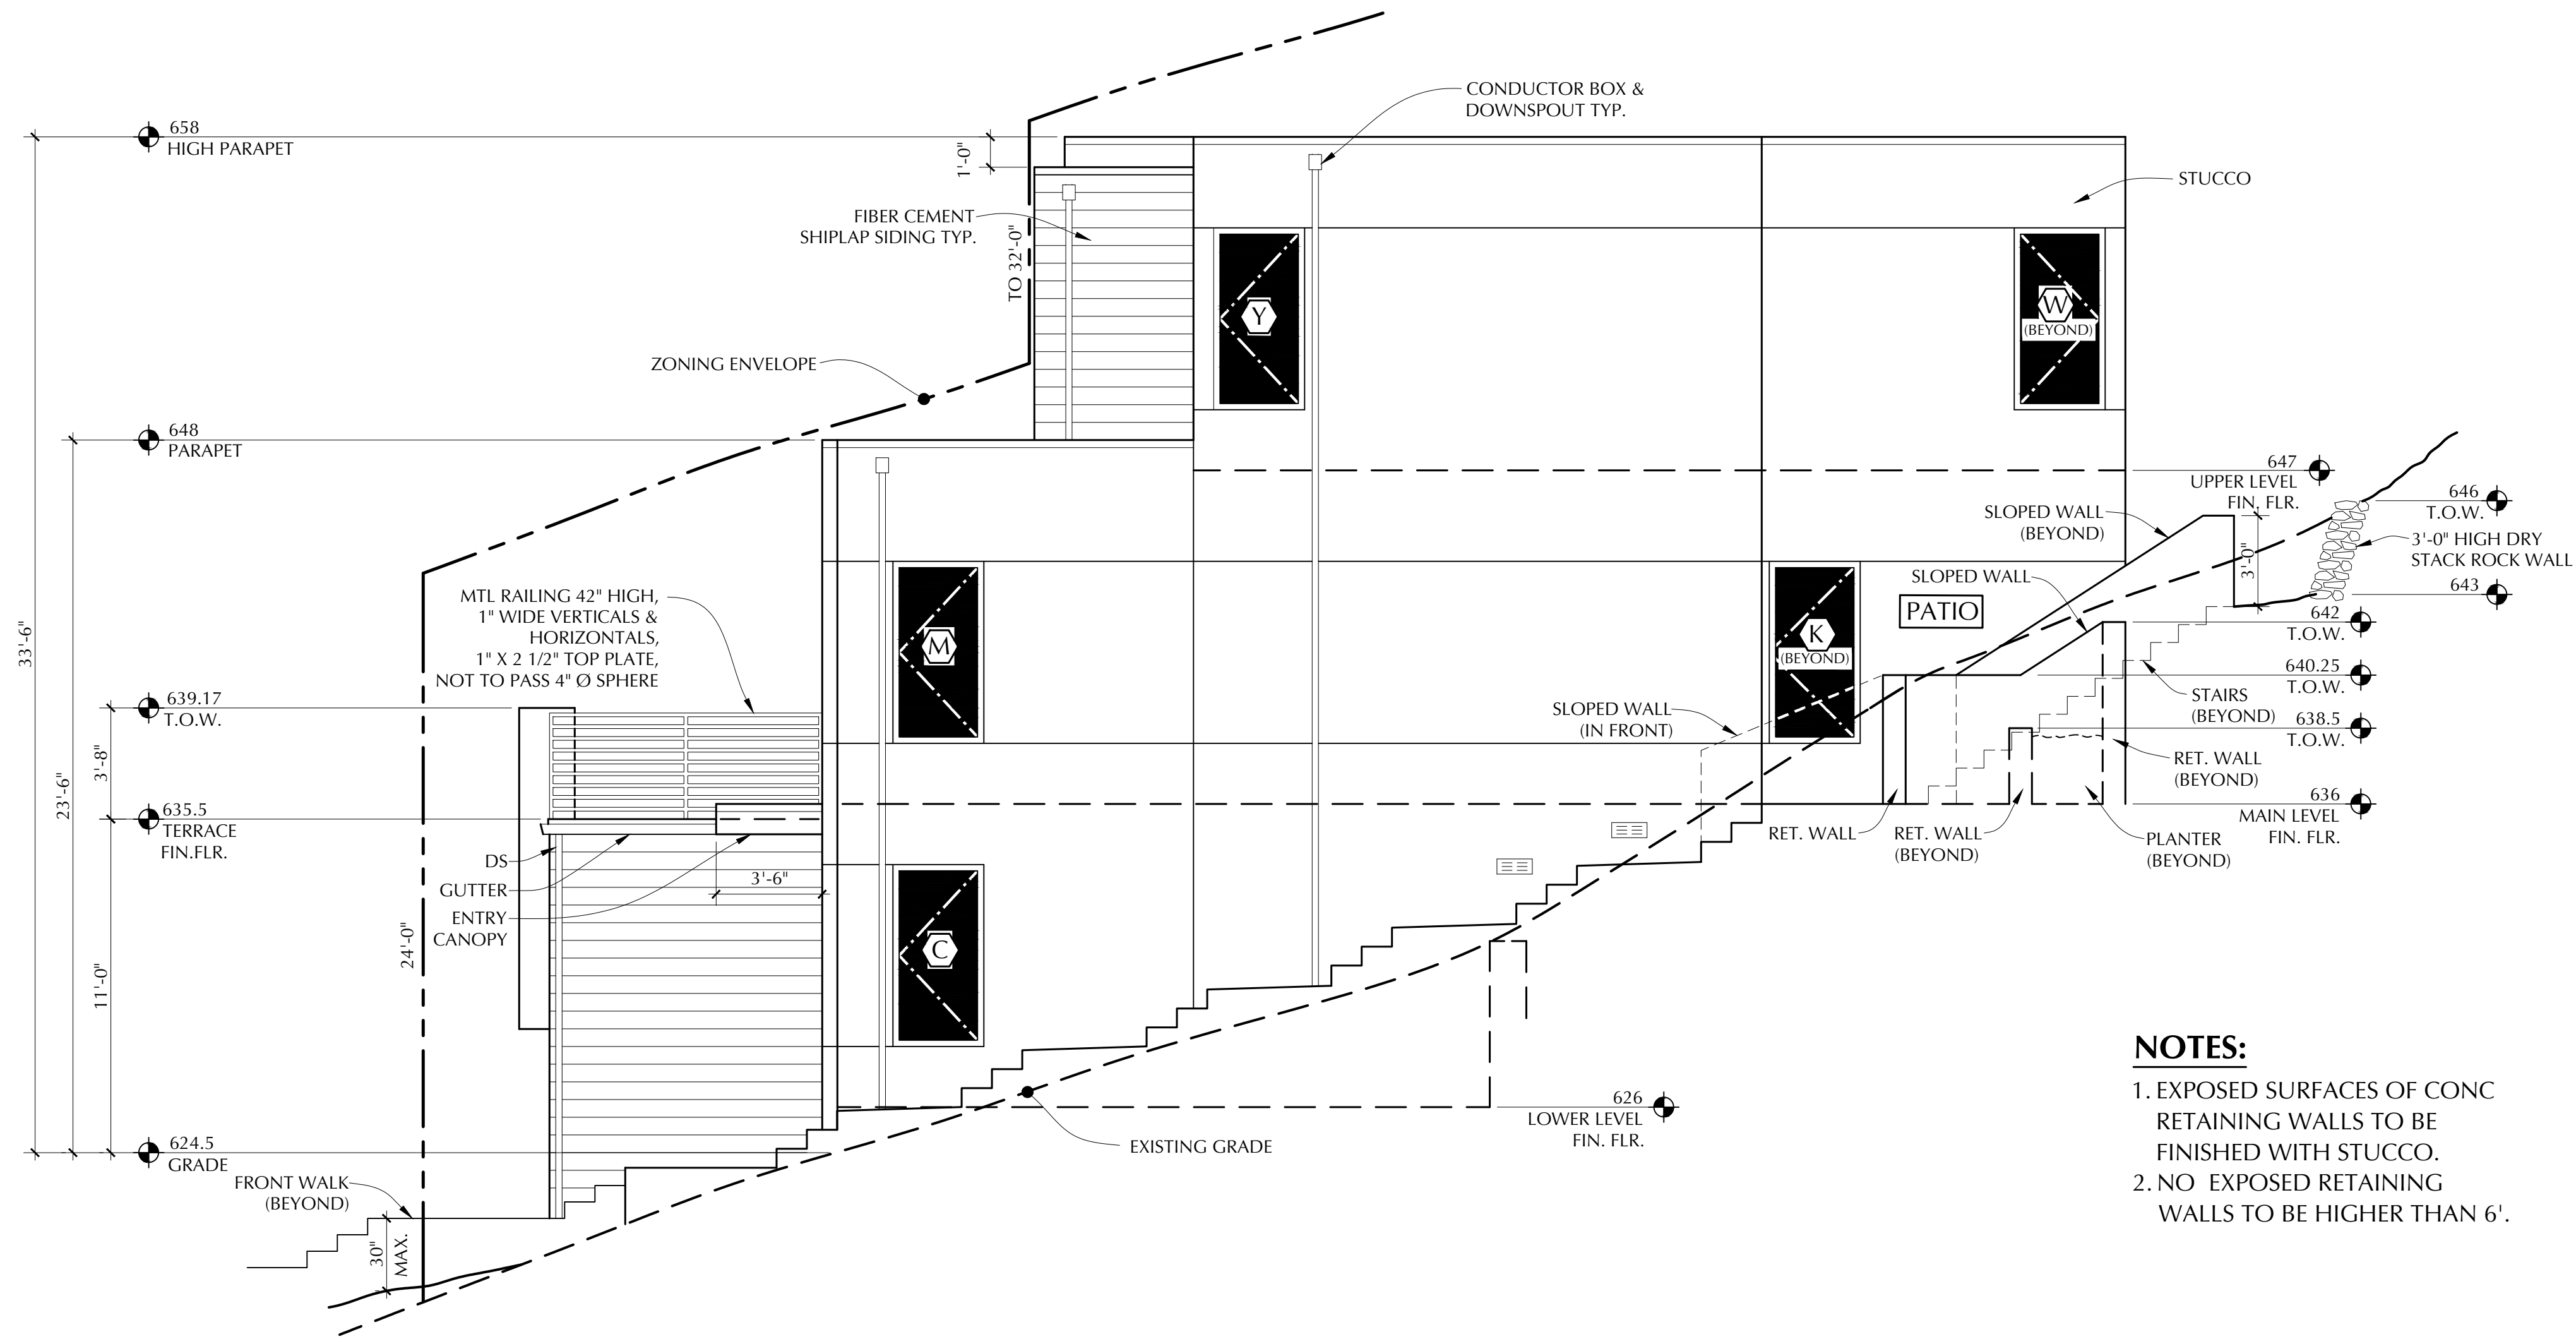 CONDUCTOR BOX &
DOWNSPOUT TYP.
658
HIGH PARAPET
1'-0"
STUCCO
FIBER CEMENT
SHIPLAP SIDING TYP.
TO 32'-0"
Y
W
(BEYOND)
ZONING ENVELOPE
648
PARAPET
647
UPPER LEVEL
FIN. FLR.
646
T.O.W.
SLOPED WALL
(BEYOND)
3'-0" HIGH DRY
STACK ROCK WALL
3'-0"
SLOPED WALL
643
MTL RAILING 42" HIGH,
1" WIDE VERTICALS &
HORIZONTALS,
1" X 2 1/2" TOP PLATE,
NOT TO PASS 4" Ø SPHERE
PATIO
642
T.O.W.
33'-6"
M
K
(BEYOND)
640.25
T.O.W.
639.17
T.O.W.
SLOPED WALL
(IN FRONT)
STAIRS
(BEYOND)
638.5
T.O.W.
3'-8"
23'-6"
RET. WALL
(BEYOND)
635.5
TERRACE
FIN.FLR.
636
MAIN LEVEL
FIN. FLR.
RET. WALL
RET. WALL
(BEYOND)
PLANTER
(BEYOND)
DS
GUTTER
3'-6"
ENTRY
CANOPY
24'-0"
C
11'-0"
NOTES:
1. EXPOSED SURFACES OF CONC
RETAINING WALLS TO BE
FINISHED WITH STUCCO.
2. NO EXPOSED RETAINING
WALLS TO BE HIGHER THAN 6'.
626
LOWER LEVEL
FIN. FLR.
EXISTING GRADE
624.5
GRADE
FRONT WALK
(BEYOND)
30"
MAX.